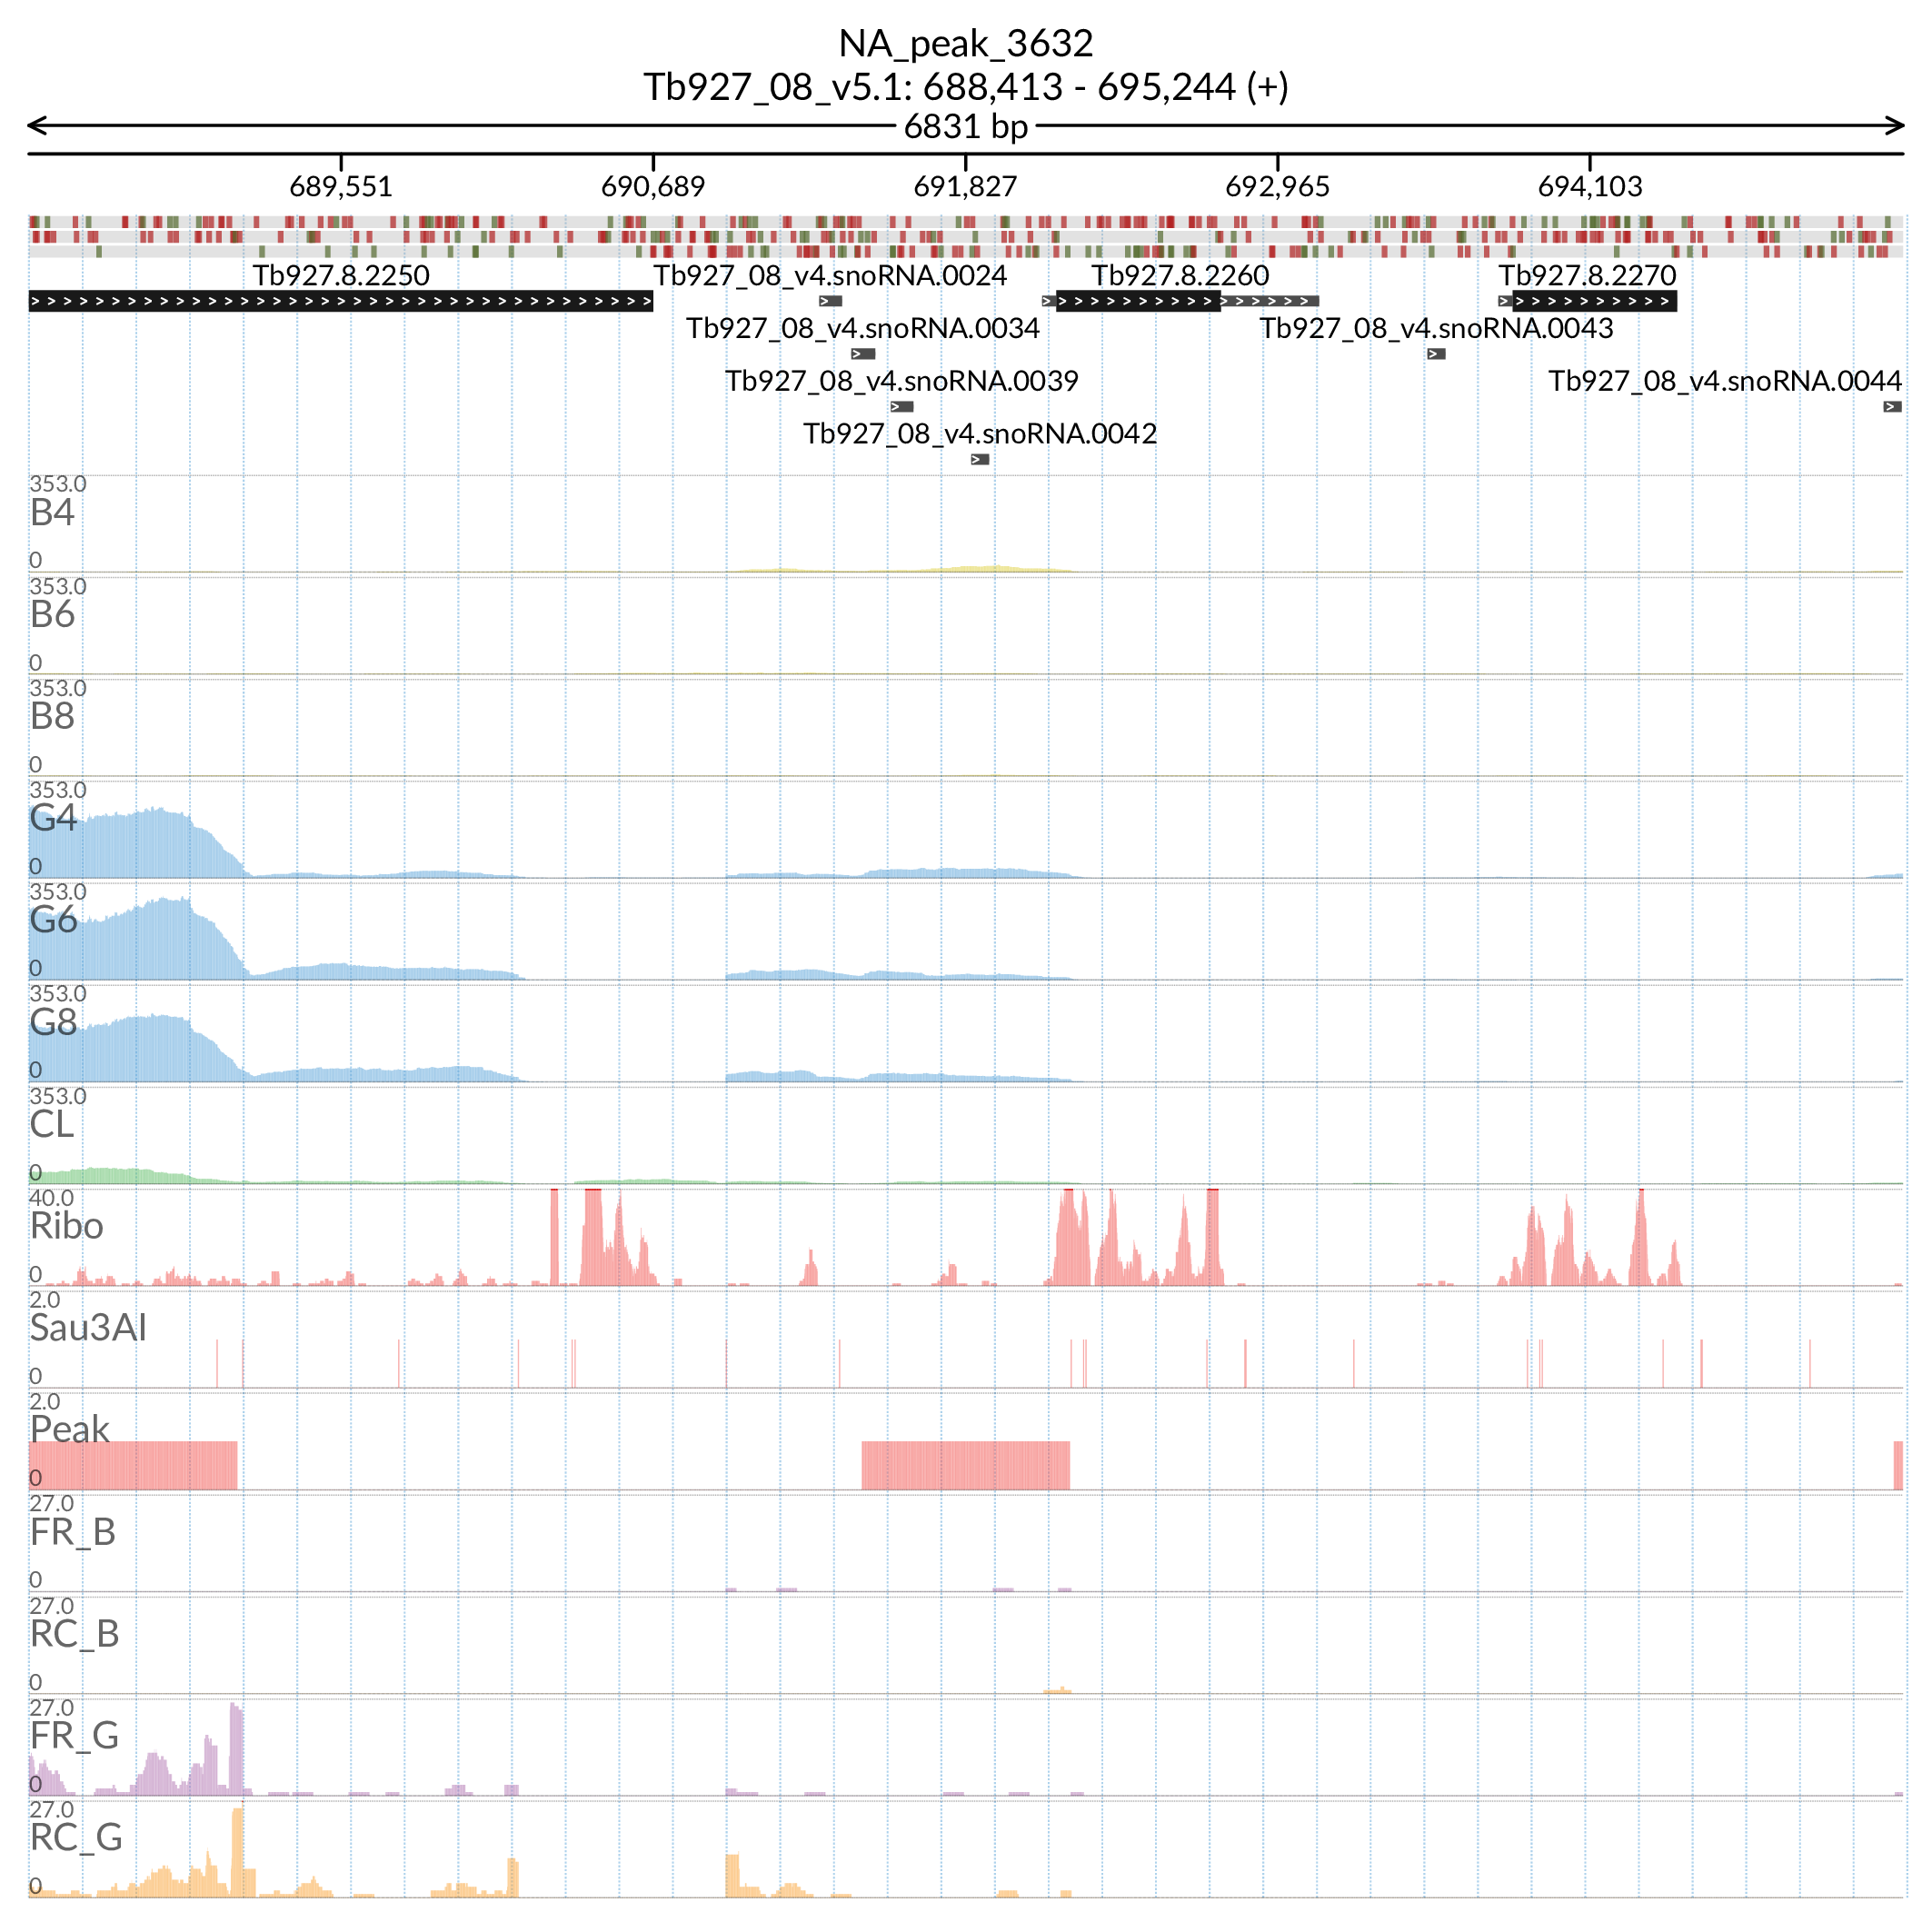 NA_peak_3632
Tb927_08_v5.1: 688,413 - 695,244 (+)
6831 bp
689,551 690,689 691,827 692,965 694,103
Tb927.8.2250 Tb927_08_v4.snoRNA.0024 Tb927.8.2260 Tb927.8.2270
Tb927_08_v4.snoRNA.0034 Tb927_08_v4.snoRNA.0043
Tb927_08_v4.snoRNA.0039 Tb927_08_v4.snoRNA.0044
Tb927_08_v4.snoRNA.0042
353.0
B4
0
353.0
B6
0
353.0
B8
0
353.0
G4
0
353.0
G6
0
353.0
G8
0
353.0
CL
0
40.0
Ribo
0
2.0
Sau3AI
0
2.0
Peak
0
27.0
FR_B
0
27.0
RC_B
0
27.0
FR_G
0
27.0
RC_G
0